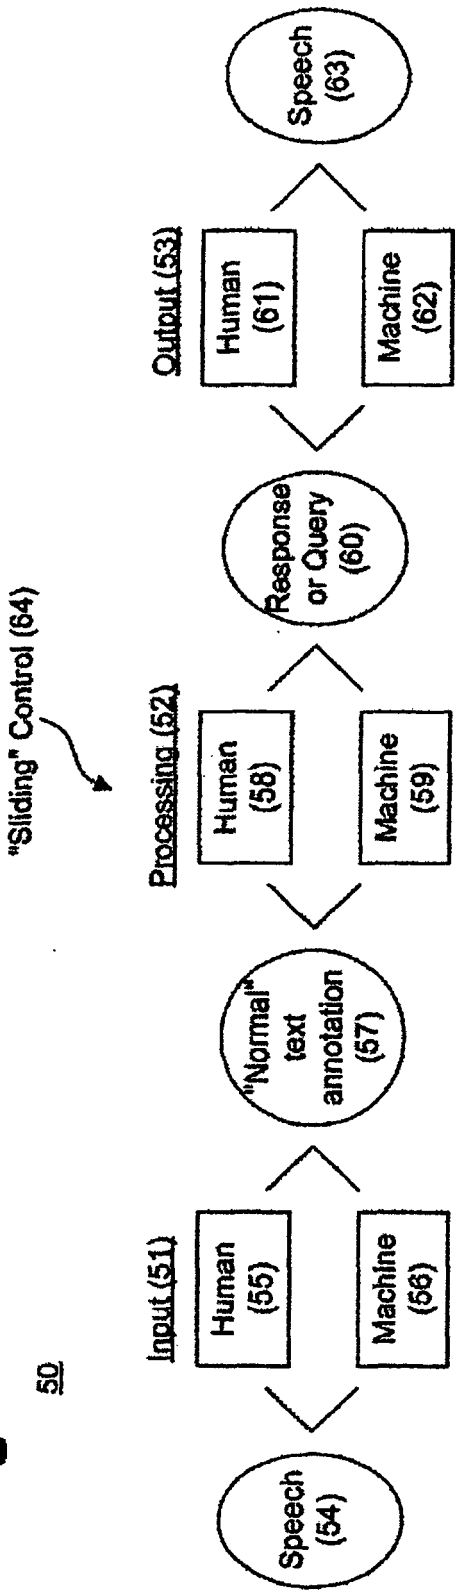 50
"Sliding" Control (64)
Input (51)
Processing (52)
Output (53)
Speech
(54)
Human
(55)
Machine
(56)
"Normal"
text
annotation
(57)
Human
(58)
Machine
(59)
Response
or Query
(60)
Human
(61)
Machine
(62)
Speech
(63)